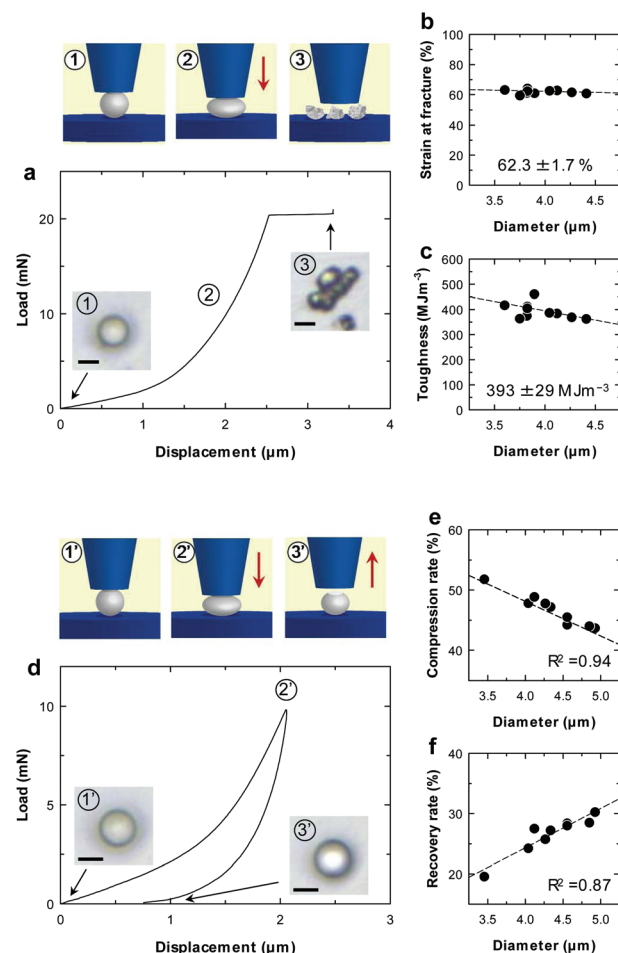 ① ② ③
a
Load (mN)
20
10
0
0 1 2 3 4
Displacement (μm)
①
②
③
b
Strain at fracture (%)
100
80
60
40
20
0
62.3 ±1.7 %
3.5 4.0 4.5
Diameter (μm)
c
Toughness (MJm⁻³)
600
500
400
300
200
100
0
393 ±29 MJm⁻³
3.5 4.0 4.5
Diameter (μm)
1' 2' 3'
d
Load (mN)
10
5
0
0 1 2 3
Displacement (μm)
1'
2'
3'
e
Compression rate (%)
60
50
40
R² =0.94
3.5 4.0 4.5 5.0
Diameter (μm)
f
Recovery rate (%)
40
30
20
R² =0.87
3.5 4.0 4.5 5.0
Diameter (μm)